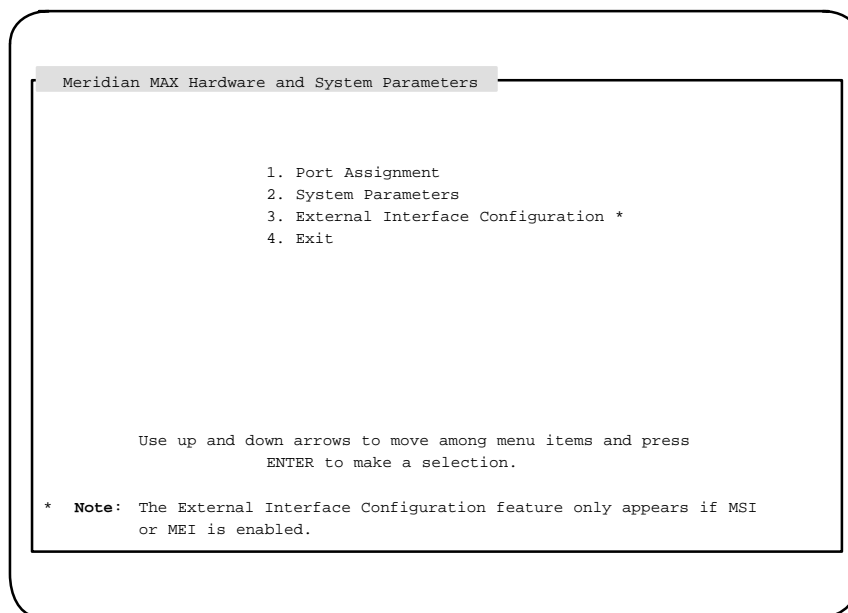 Meridian MAX Hardware and System Parameters
1. Port Assignment
2. System Parameters
3. External Interface Configuration *
4. Exit
Use up and down arrows to move among menu items and press
ENTER to make a selection.
* Note: The External Interface Configuration feature only appears if MSI
or MEI is enabled.